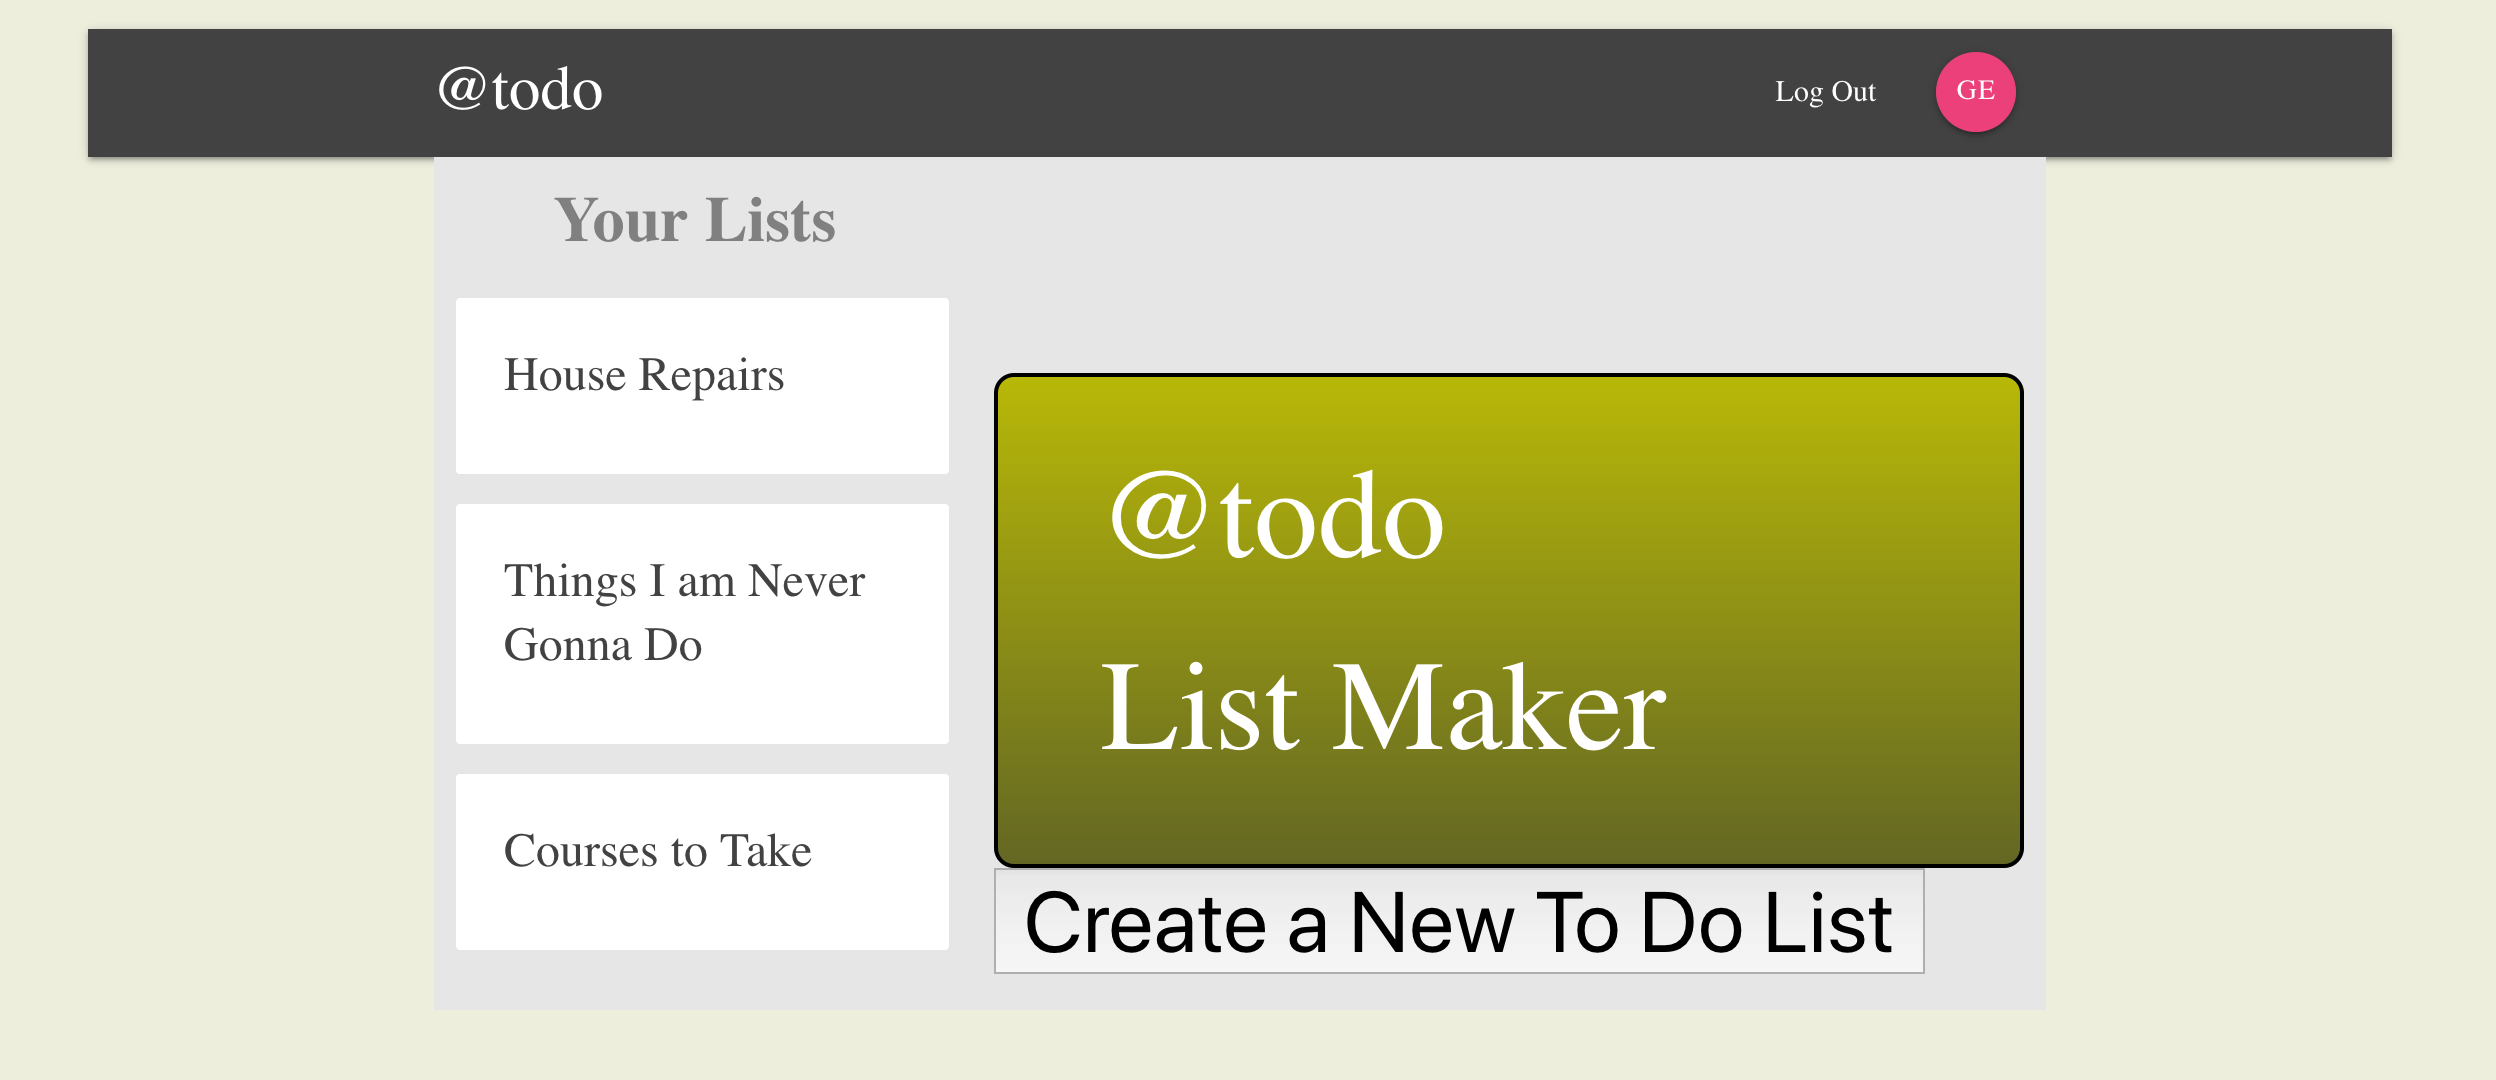 @todo
Log Out
GE
Your Lists
House Repairs
Things I am Never
Gonna Do
Courses to Take
@todo
List Maker
Create a New To Do List